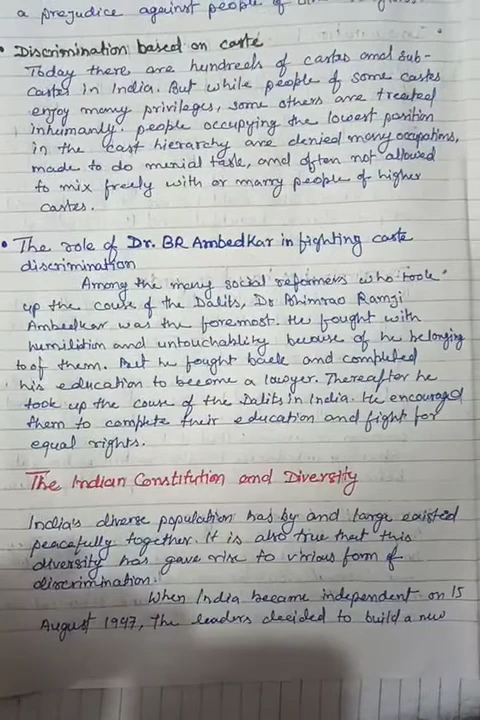 a prejudice against people of
• Discrimination based on caste
Today there are hundreds of castes and sub-
castes in India. But while people of some castes
enjoy many privileges, some others are treated
inhumanly. people occupying the lowest position
in the cast hierarchy are denied many occupations,
made to do menial task, and often not allowed
to mix freely with or marry people of higher
castes.
• The role of Dr. BR Ambedkar in fighting caste
discrimination
Among the many social reformers who took
up the couse of the Dalits, Dr Bhimrao Ramji
Ambedkar was the foremost. He fought with
humilition and untouchablity because of he belonging
to of them. But he fought back and completed
his education to become a lawyer. Thereafter he
took up the couse of the Dalits in India. He encouraged
them to complete their education and fight for
equal rights.
The Indian Constitution and Diversity
India's diverse population has by and large existed
peacefully together. It is also true that this
diversity has gave rise to virious form of
discrimination.
When India became independent on 15
August 1947, the leaders decided to build a new